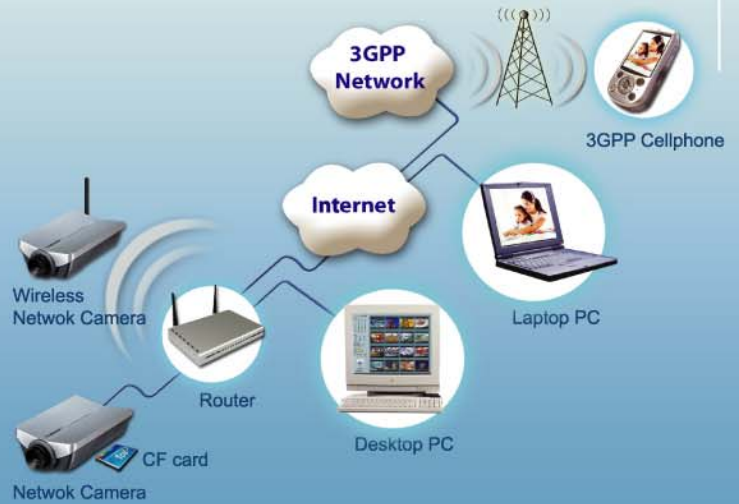 3GPP
Network
3GPP Cellphone
Internet
Wireless
Netwok Camera
Laptop PC
Router
Desktop PC
CF card
Netwok Camera